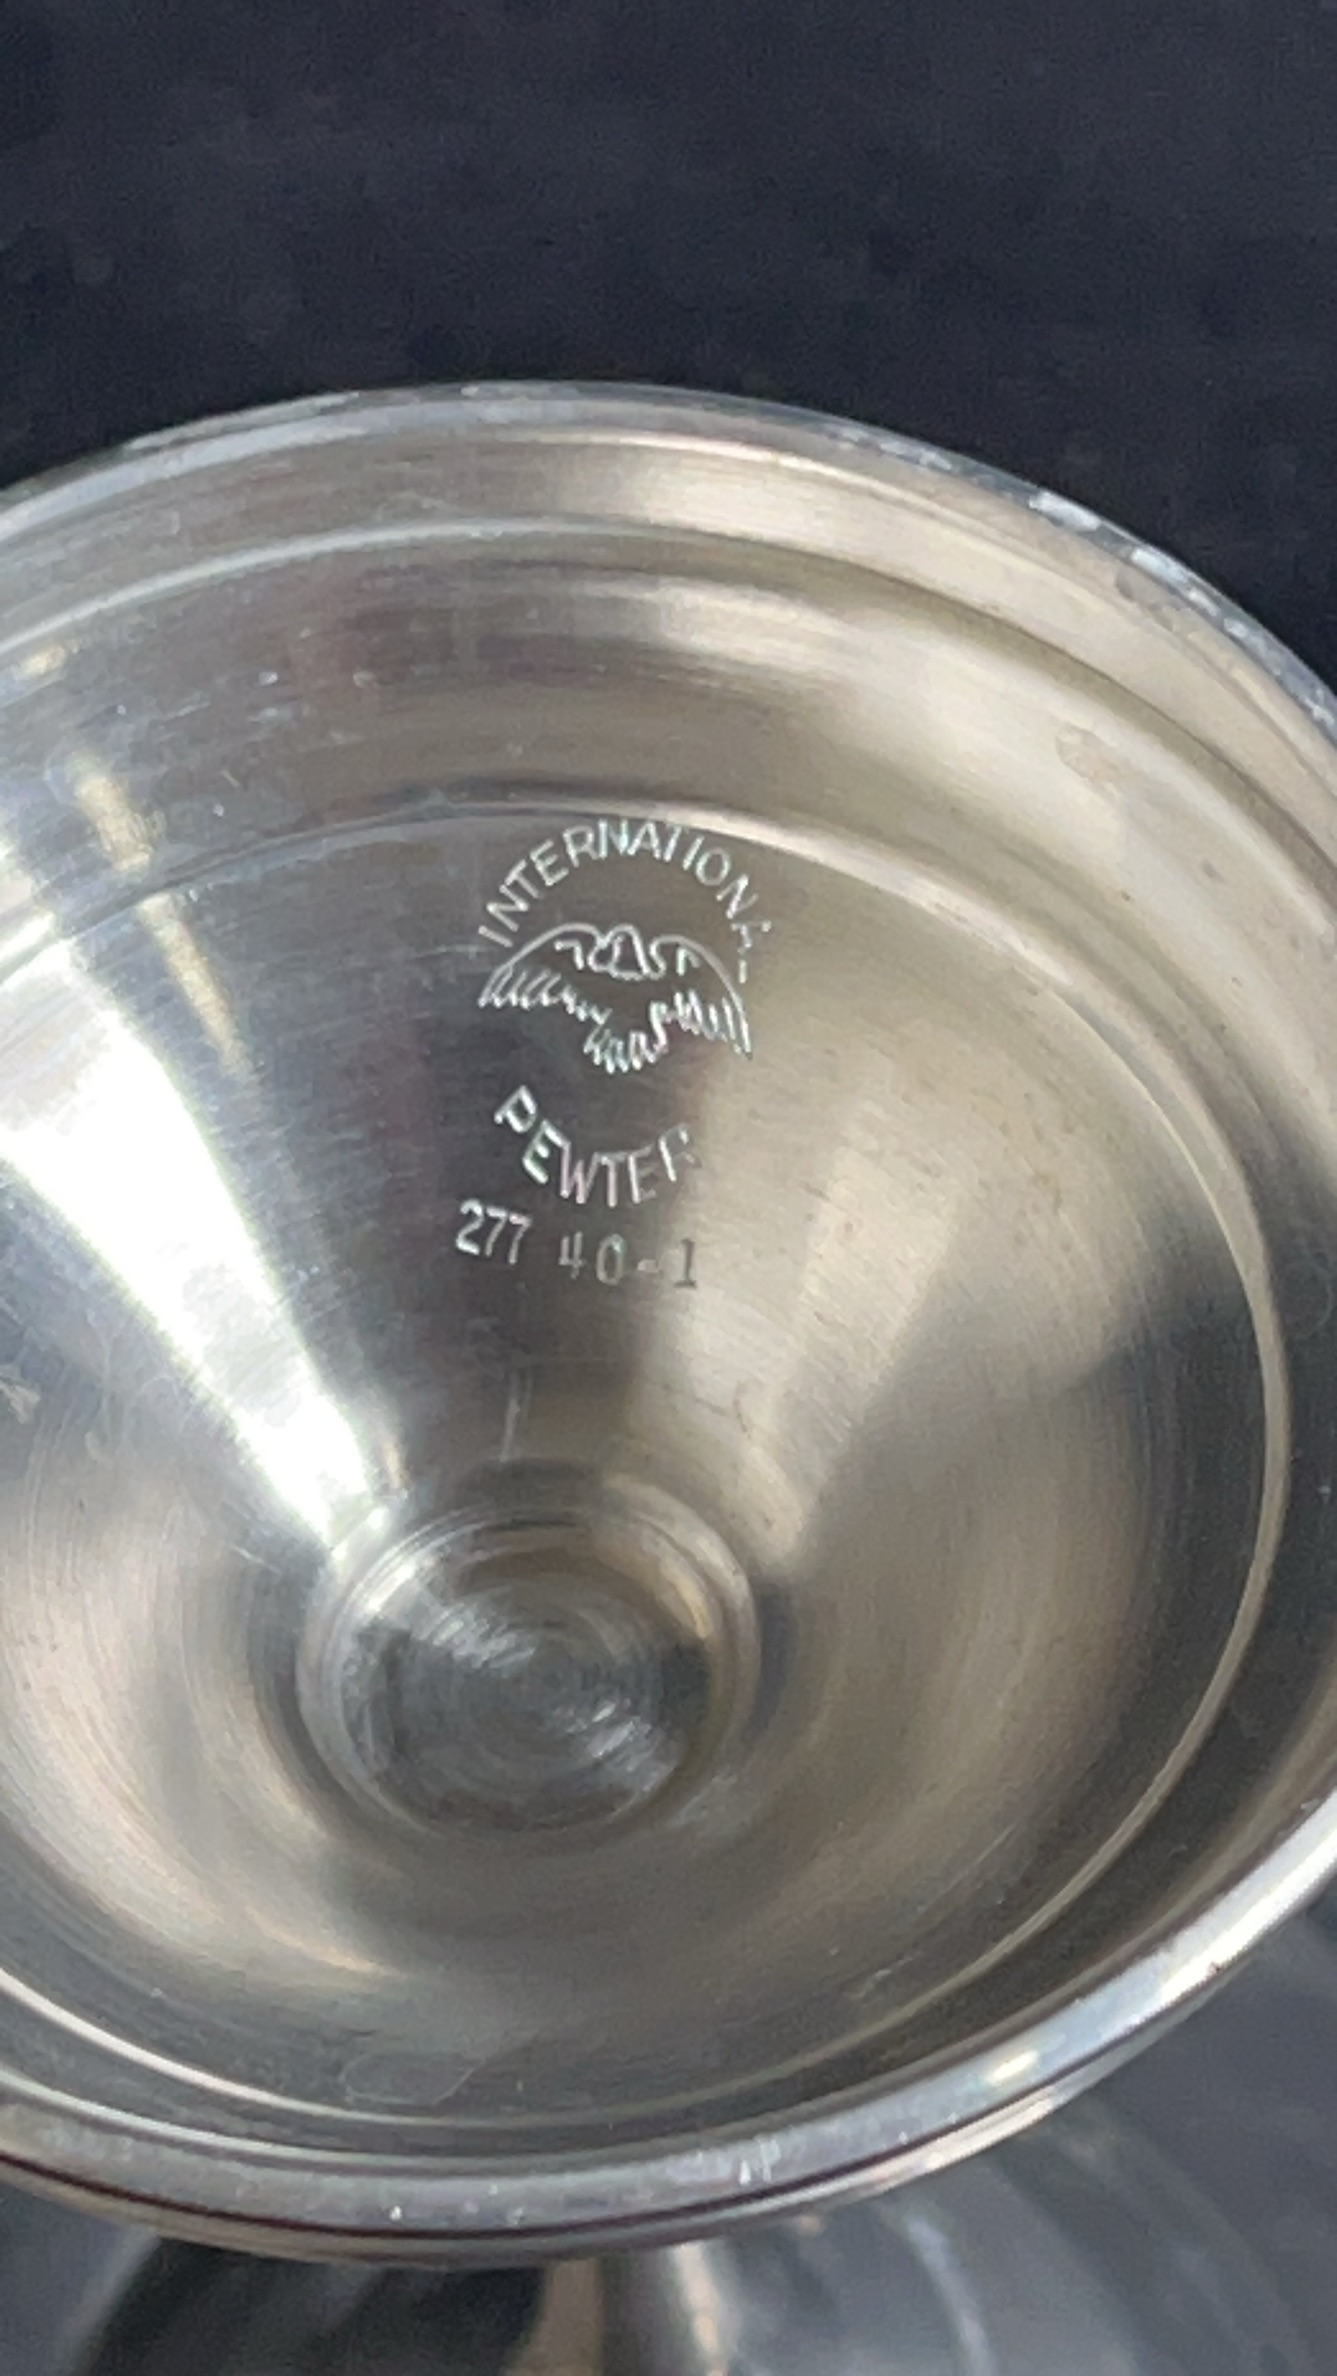 INTERNATIONAL
PEWTER
277 40-1